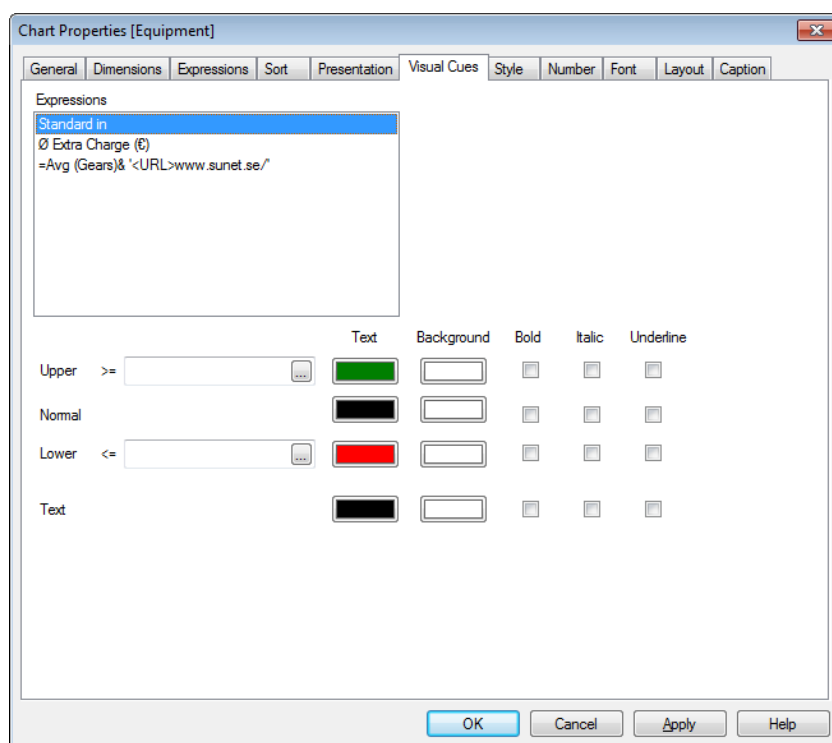 Chart Properties [Equipment]
General Dimensions Expressions Sort Presentation Visual Cues Style Number Font Layout Caption
Expressions
Standard in
Ø Extra Charge (€)
=Avg (Gears)& '<URL>www.sunet.se/'
Text Background Bold Italic Underline
Upper >= ...
Normal
Lower <= ...
Text
OK Cancel Apply Help